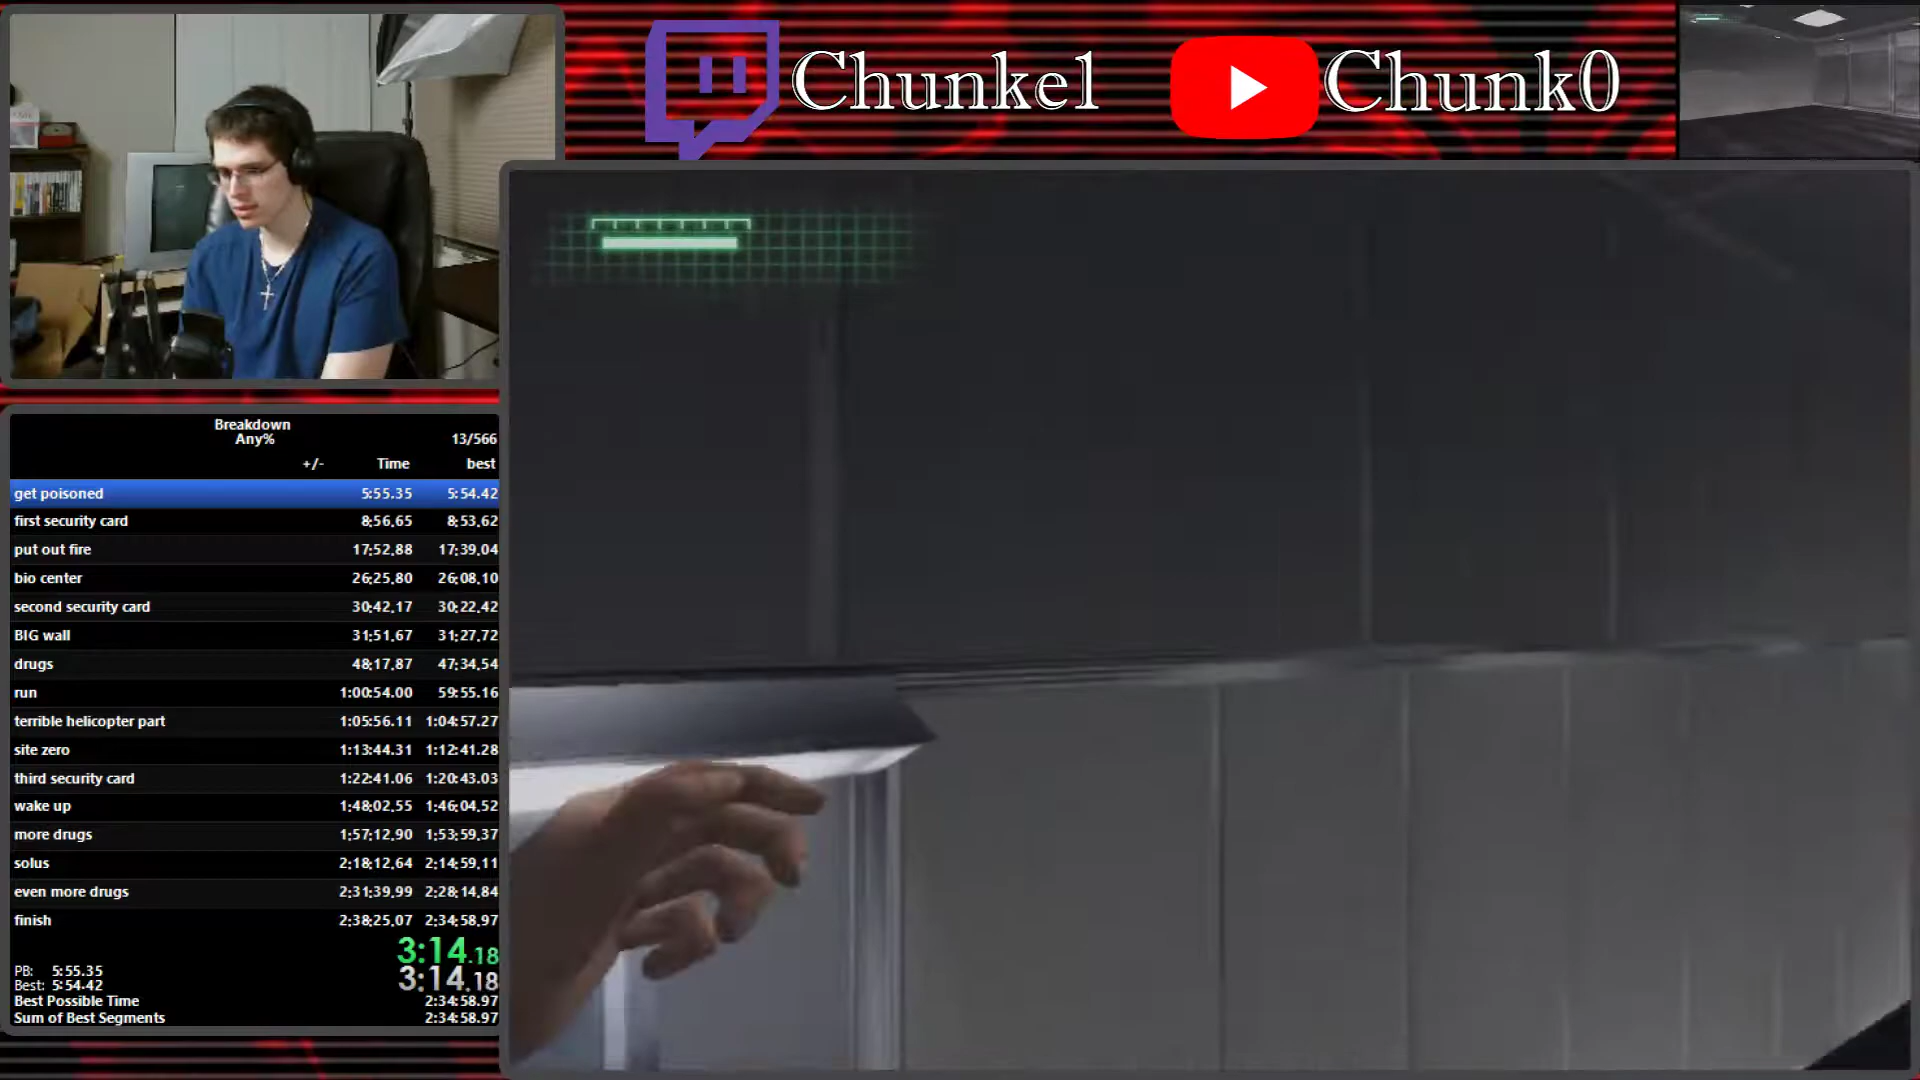 Chunke1
Chunk0
Breakdown
Any% 13/566
+/- Time best
get poisoned 5:55.35 5:54.42
first security card 8:56.65 8:53.62
put out fire 17:52.88 17:39.04
bio center 26:25.80 26:08.10
second security card 30:42.17 30:22.42
BIG wall 31:51.67 31:27.72
drugs 48:17.87 47:34.54
run 1:00:54.00 59:55.16
terrible helicopter part 1:05:56.11 1:04:57.27
site zero 1:13:44.31 1:12:41.28
third security card 1:22:41.06 1:20:43.03
wake up 1:48:02.55 1:46:04.52
more drugs 1:57:12.90 1:53:59.37
solus 2:18:12.64 2:14:59.11
even more drugs 2:31:39.99 2:28:14.84
finish 2:38:25.07 2:34:58.97
3:14.18
PB: 5:55.35
Best: 5:54.42 3:14.18
Best Possible Time 2:34:58.97
Sum of Best Segments 2:34:58.97